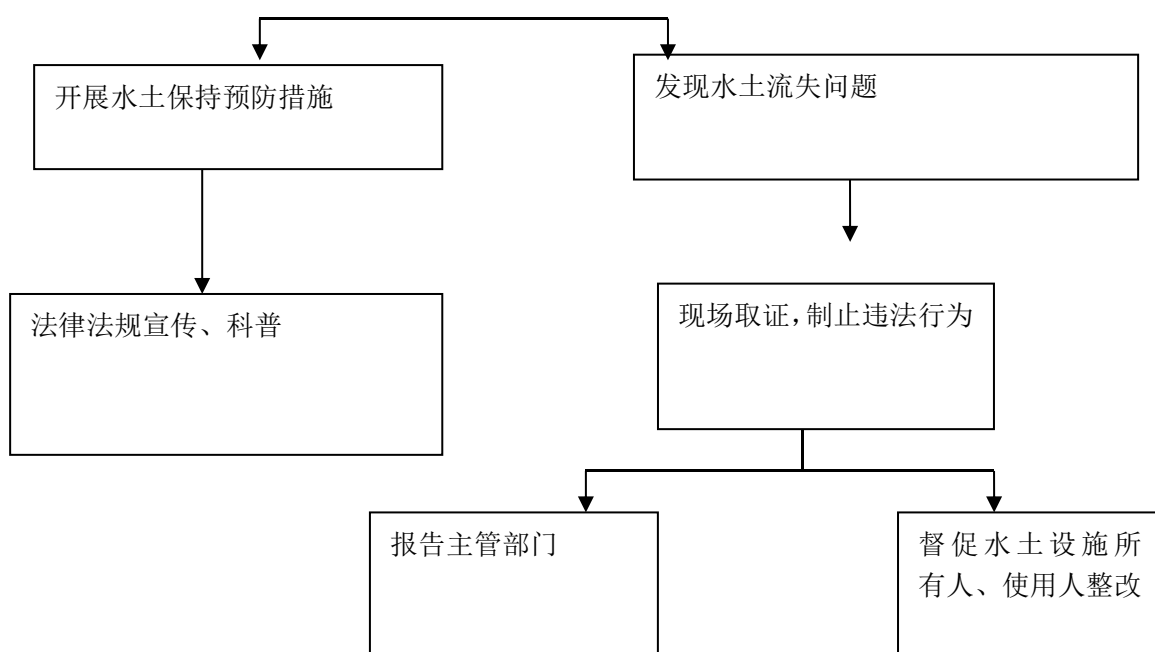 开展水土保持预防措施
发现水土流失问题
法律法规宣传、科普
现场取证,制止违法行为
报告主管部门
督促水土设施所
有人、使用人整改